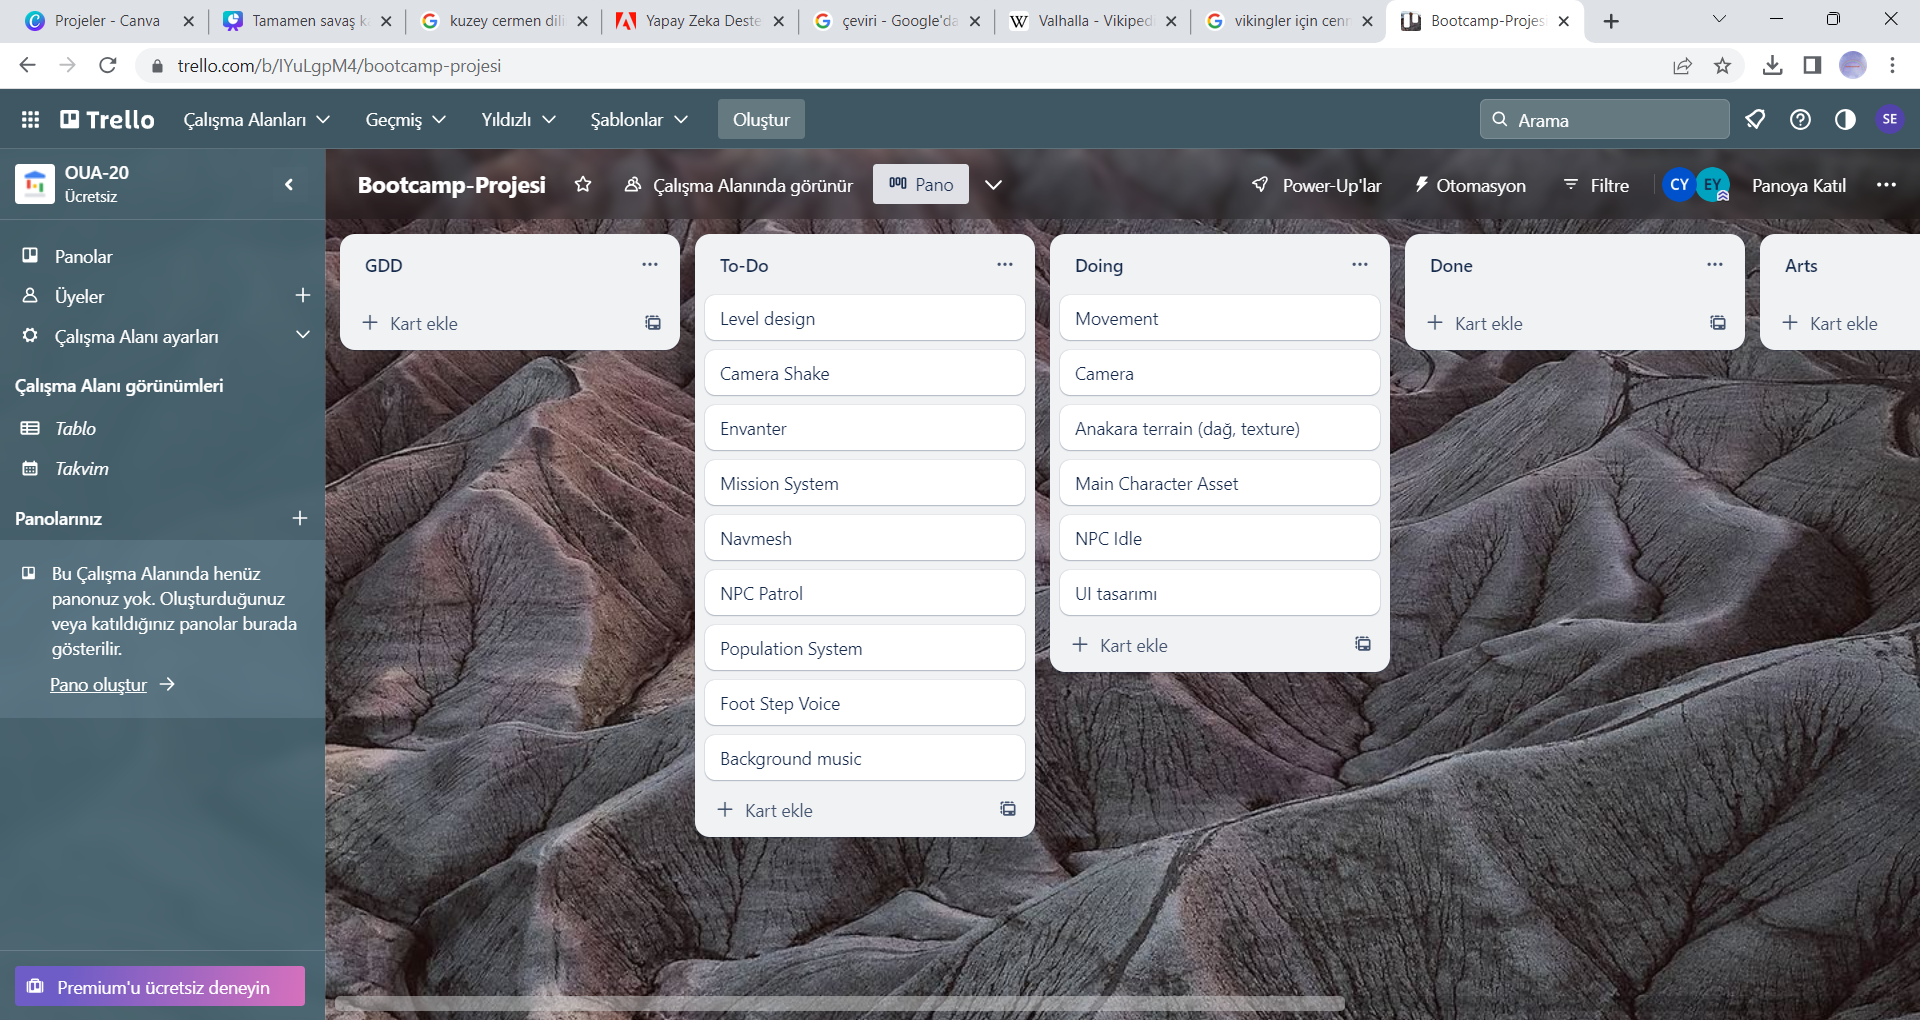 Projeler - Canva
Tamamen savaş k
kuzey cermen dili
Yapay Zeka Deste
çeviri - Google'da
Valhalla - Vikiped
vikingler için cenn
Bootcamp-Projes
trello.com/b/IYuLgpM4/bootcamp-projesi
Trello
Çalışma Alanları
Geçmiş
Yıldızlı
Şablonlar
Oluştur
Arama
SE
OUA-20
Ücretsiz
Bootcamp-Projesi
Çalışma Alanında görünür
Pano
Power-Up'lar
Otomasyon
Filtre
CY
EY
Panoya Katıl
Panolar
Üyeler
Çalışma Alanı ayarları
Çalışma Alanı görünümleri
Tablo
Takvim
Panolarınız
Bu Çalışma Alanında henüz
panonuz yok. Oluşturduğunuz
veya katıldığınız panolar burada
gösterilir.
Pano oluştur
Premium'u ücretsiz deneyin
GDD
Kart ekle
To-Do
Level design
Camera Shake
Envanter
Mission System
Navmesh
NPC Patrol
Population System
Foot Step Voice
Background music
Kart ekle
Doing
Movement
Camera
Anakara terrain (dağ, texture)
Main Character Asset
NPC Idle
UI tasarımı
Kart ekle
Done
Kart ekle
Arts
Kart ekle